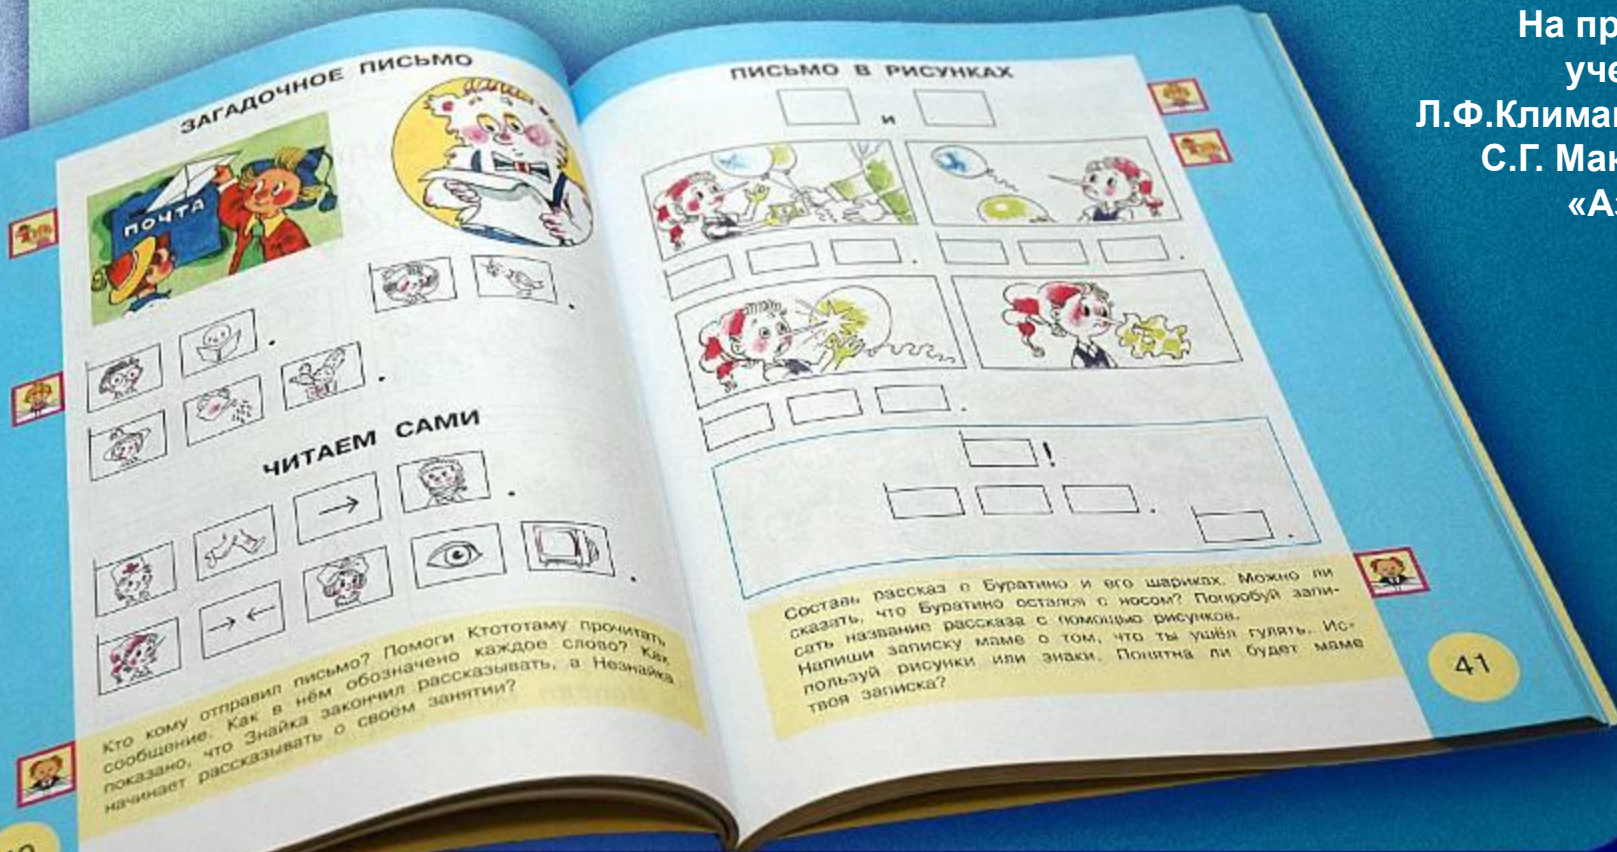 На пр
уче
Л.Ф.Климан
С.Г. Мак
«Аз
ЗАГАДОЧНОЕ ПИСЬМО
ПОЧТА
ЧИТАЕМ САМИ
Кто кому отправил письмо? Помоги Ктототаму прочитать
сообщение. Как в нём обозначено каждое слово? Как
показано, что Знайка закончил рассказывать, а Незнайка
начинает рассказывать о своём занятии?
ПИСЬМО В РИСУНКАХ
и
.
.
.
!
.
.
Составь рассказ о Буратино и его шариках. Можно ли
сказать, что Буратино остался с носом? Попробуй запи-
сать название рассказа с помощью рисунков.
Напиши записку маме о том, что ты ушёл гулять. Ис-
пользуй рисунки или знаки. Понятна ли будет маме
твоя записка?
41